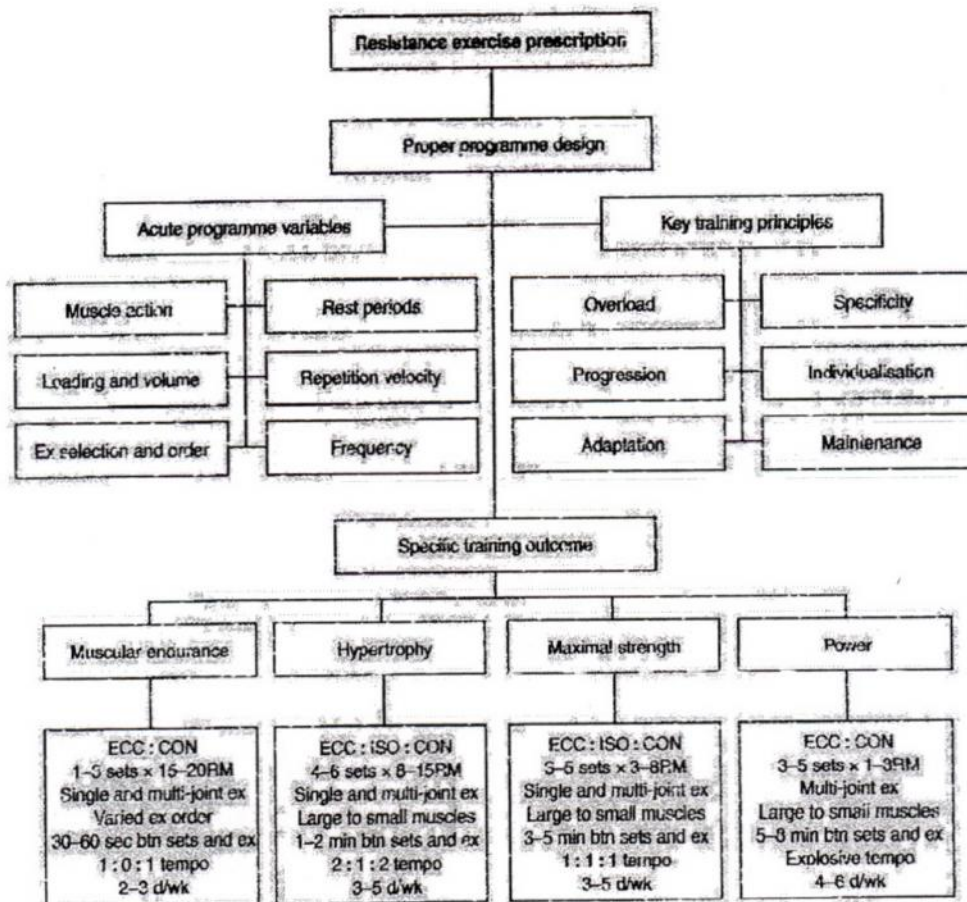 Resistance exercise prescription
Proper programme design
Acute programme variables
Key training principles
Muscle action
Rest periods
Overload
Specificity
Loading and volume
Repetition velocity
Progression
Individualisation
Ex selection and order
Frequency
Adaptation
Mainienance
Specific training outcome
Muscular endurance
Hypertrophy
Maximal strength
Power
ECC : CON
1–3 sets × 15–20RM
Single and multi-joint ex
Varied ex order
30–60 sec btn sets and ex
1 : 0 : 1 tempo
2–3 d/wk
ECC : ISO : CON
4–6 sets × 8–15RM
Single and multi-joint ex
Large to small muscles
1–2 min btn sets and ex
2 : 1 : 2 tempo
3–5 d/wk
ECC : ISO : CON
3–6 sets × 3–8RM
Single and multi-joint ex
Large to small muscles
3–5 min btn sets and ex
1 : 1 : 1 tempo
3–5 d/wk
ECC : CON
3–5 sets × 1–3RM
Multi-joint ex
Large to small muscles
5–8 min btn sets and ex
Explosive tempo
4–6 d/wk